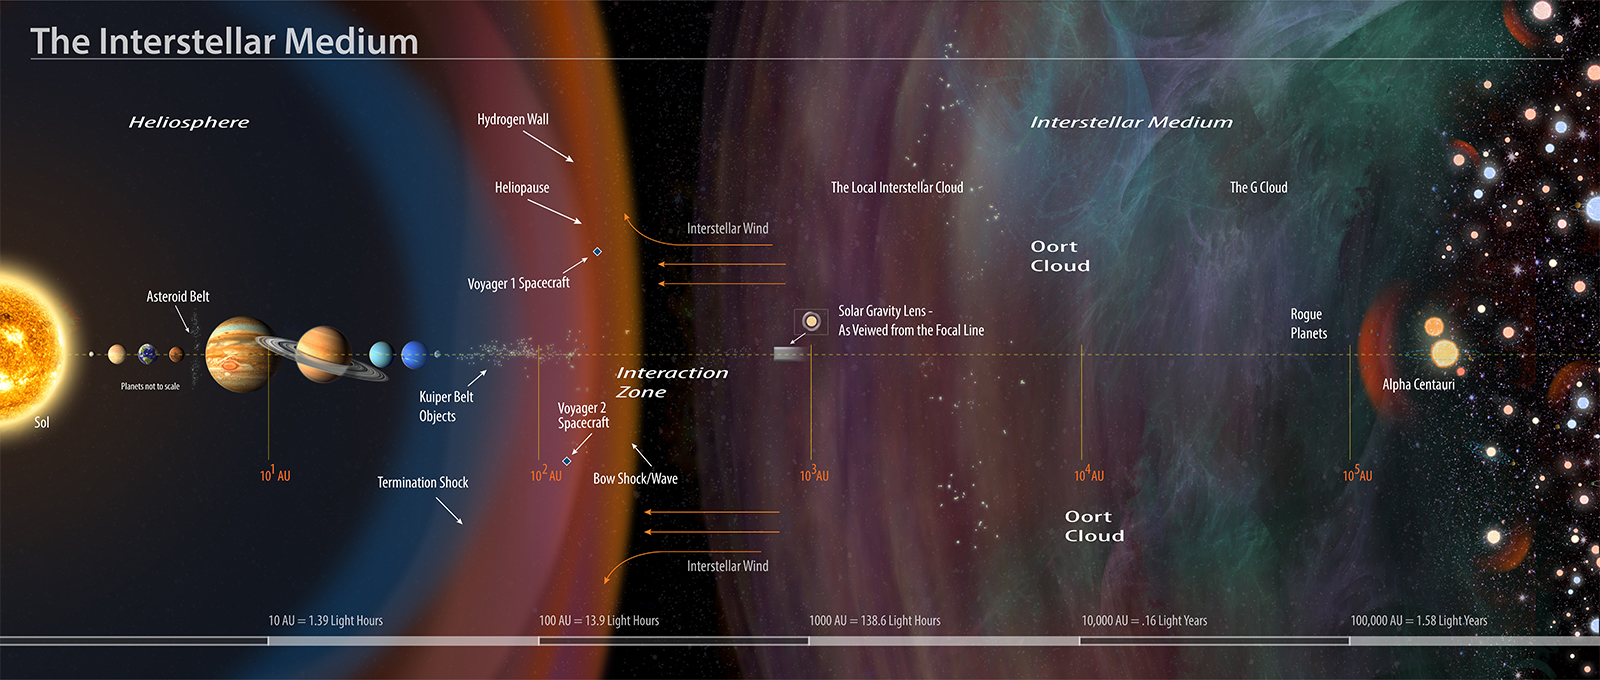 The Interstellar Medium
Heliosphere
Hydrogen Wall
Interstellar Medium
Heliopause
The Local Interstellar Cloud
The G Cloud
Interstellar Wind
Oort
Cloud
Voyager 1 Spacecraft
Asteroid Belt
Solar Gravity Lens -
As Veiwed from the Focal Line
Rogue
Planets
Planets not to scale
Interaction
Zone
Kuiper Belt
Objects
Alpha Centauri
Sol
Voyager 2
Spacecraft
10¹ AU
10² AU
10³AU
10⁴ AU
10⁵AU
Termination Shock
Bow Shock/Wave
Oort
Cloud
Interstellar Wind
10 AU = 1.39 Light Hours
100 AU = 13.9 Light Hours
1000 AU = 138.6 Light Hours
10,000 AU = .16 Light Years
100,000 AU = 1.58 Light Years